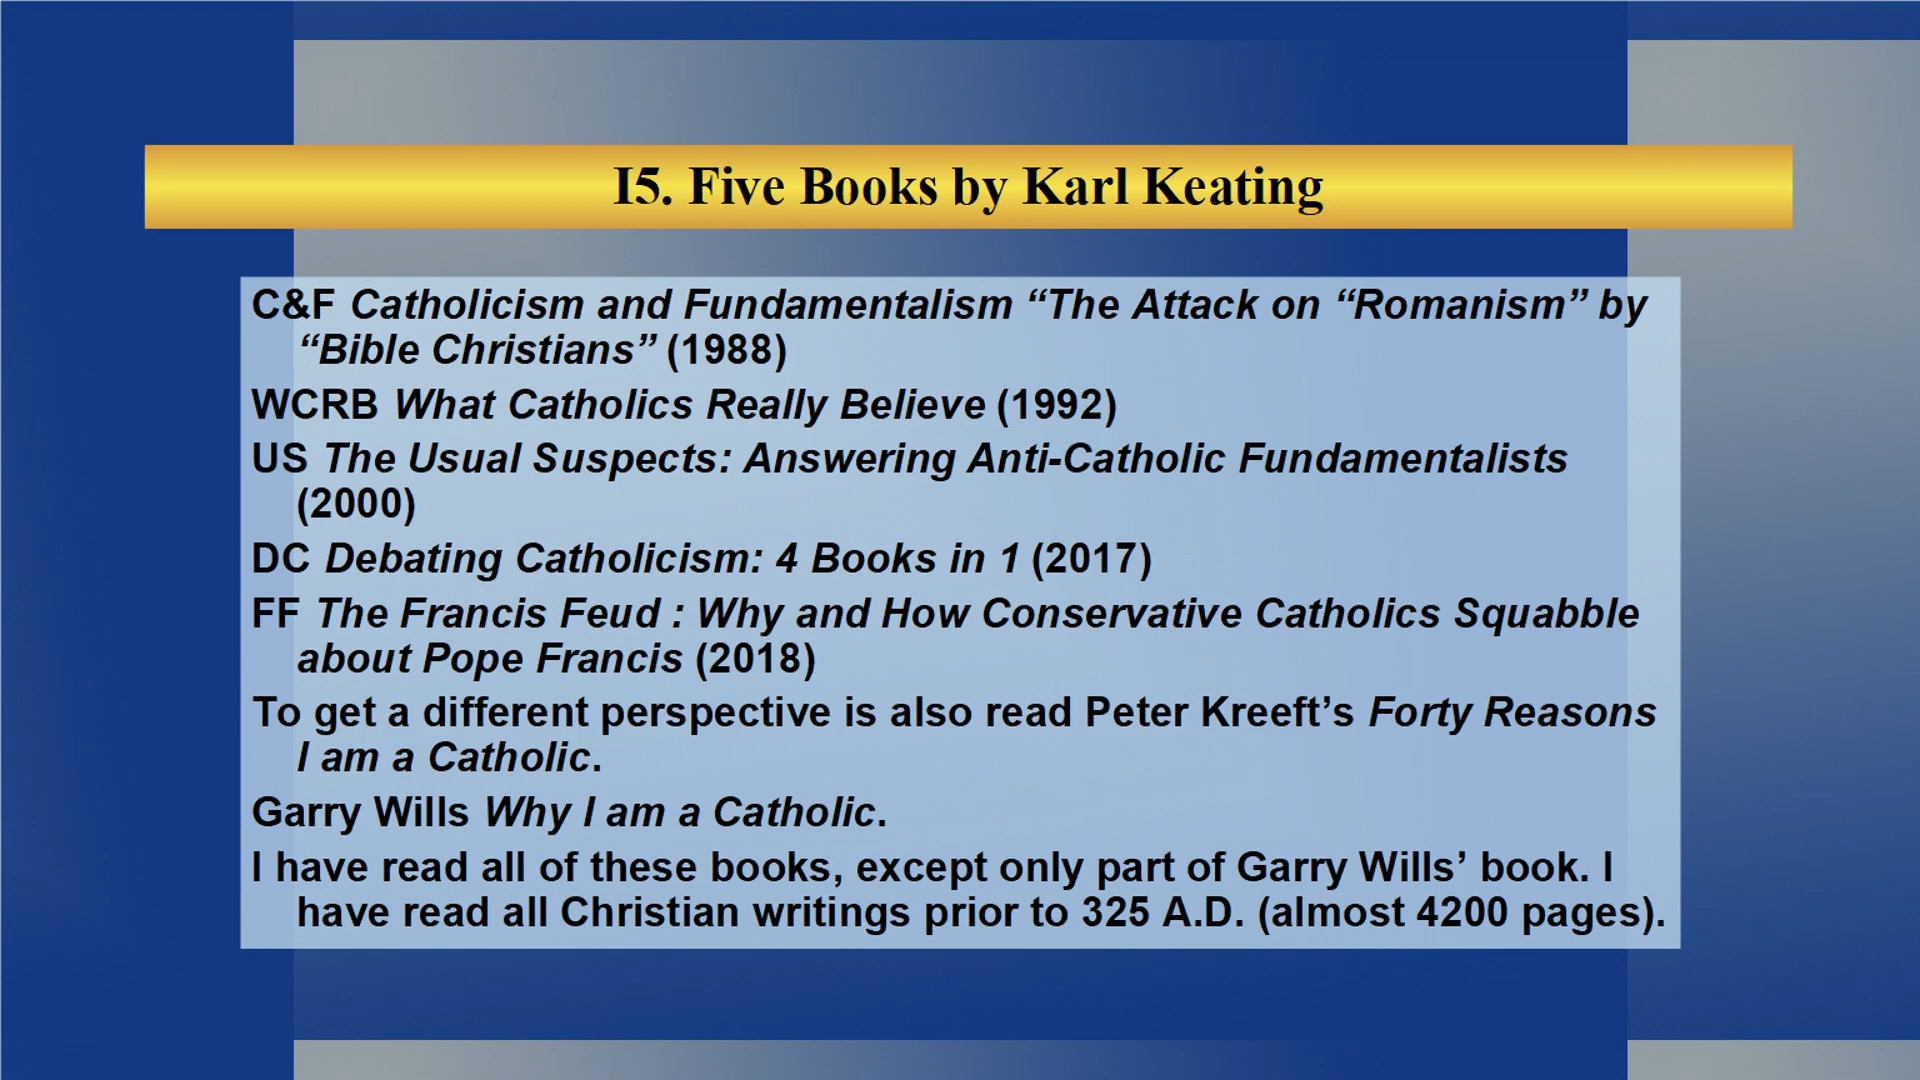 I5. Five Books by Karl Keating
C&F Catholicism and Fundamentalism “The Attack on “Romanism” by
“Bible Christians” (1988)
WCRB What Catholics Really Believe (1992)
US The Usual Suspects: Answering Anti-Catholic Fundamentalists
(2000)
DC Debating Catholicism: 4 Books in 1 (2017)
FF The Francis Feud : Why and How Conservative Catholics Squabble
about Pope Francis (2018)
To get a different perspective is also read Peter Kreeft’s Forty Reasons
I am a Catholic.
Garry Wills Why I am a Catholic.
I have read all of these books, except only part of Garry Wills’ book. I
have read all Christian writings prior to 325 A.D. (almost 4200 pages).